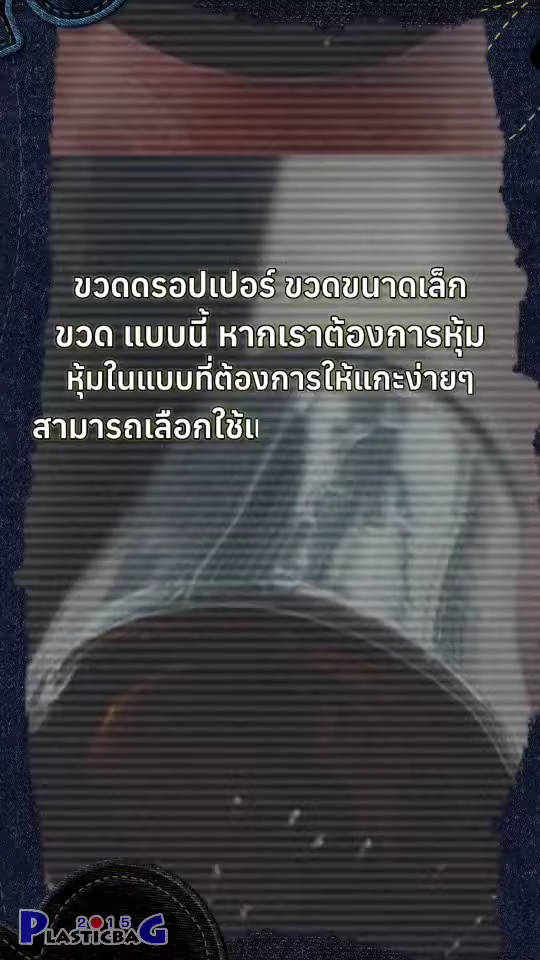 ขวดดรอปเปอร์ ขวดขนาดเล็ก
ขวด แบบนี้ หากเราต้องการหุ้ม
หุ้มในแบบที่ต้องการให้แกะง่ายๆ
สามารถเลือกใช้แ
2015
PLASTICBAG